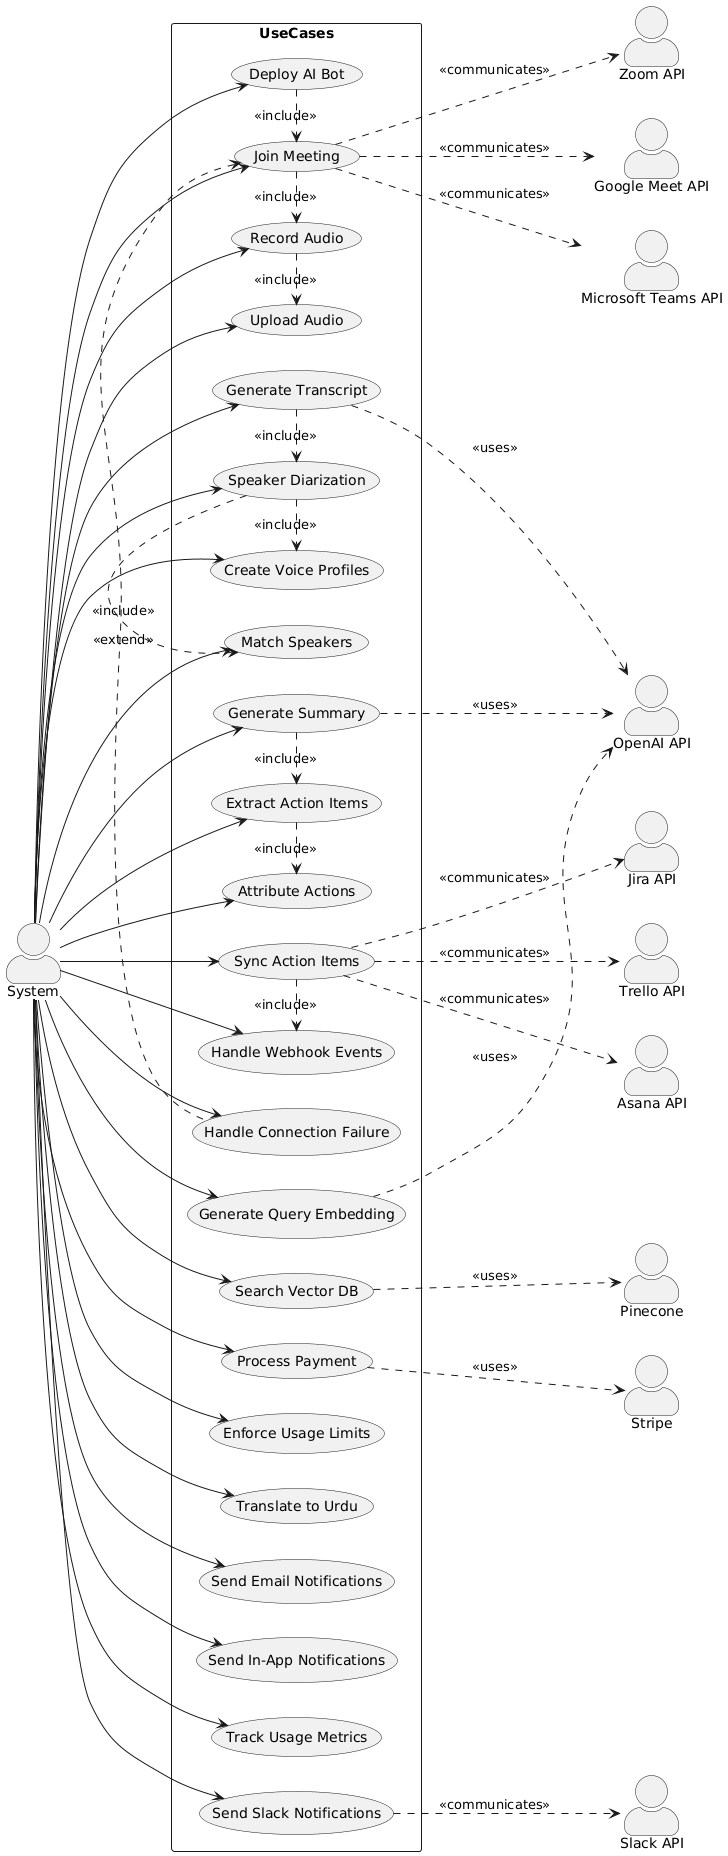 UseCases
Deploy AI Bot
«communicates»
Zoom API
«include»
Join Meeting
«communicates»
Google Meet API
«include»
«communicates»
Record Audio
«include»
Microsoft Teams API
Upload Audio
Generate Transcript
«include»
«uses»
Speaker Diarization
«include»
Create Voice Profiles
«include»
«extend»
Match Speakers
Generate Summary
«uses»
OpenAI API
«include»
Extract Action Items
«include»
«communicates»
Jira API
Attribute Actions
Sync Action Items
«communicates»
Trello API
System
«include»
«communicates»
Handle Webhook Events
«uses»
Asana API
Handle Connection Failure
Generate Query Embedding
Search Vector DB
«uses»
Pinecone
Process Payment
«uses»
Stripe
Enforce Usage Limits
Translate to Urdu
Send Email Notifications
Send In-App Notifications
Track Usage Metrics
Send Slack Notifications
«communicates»
Slack API